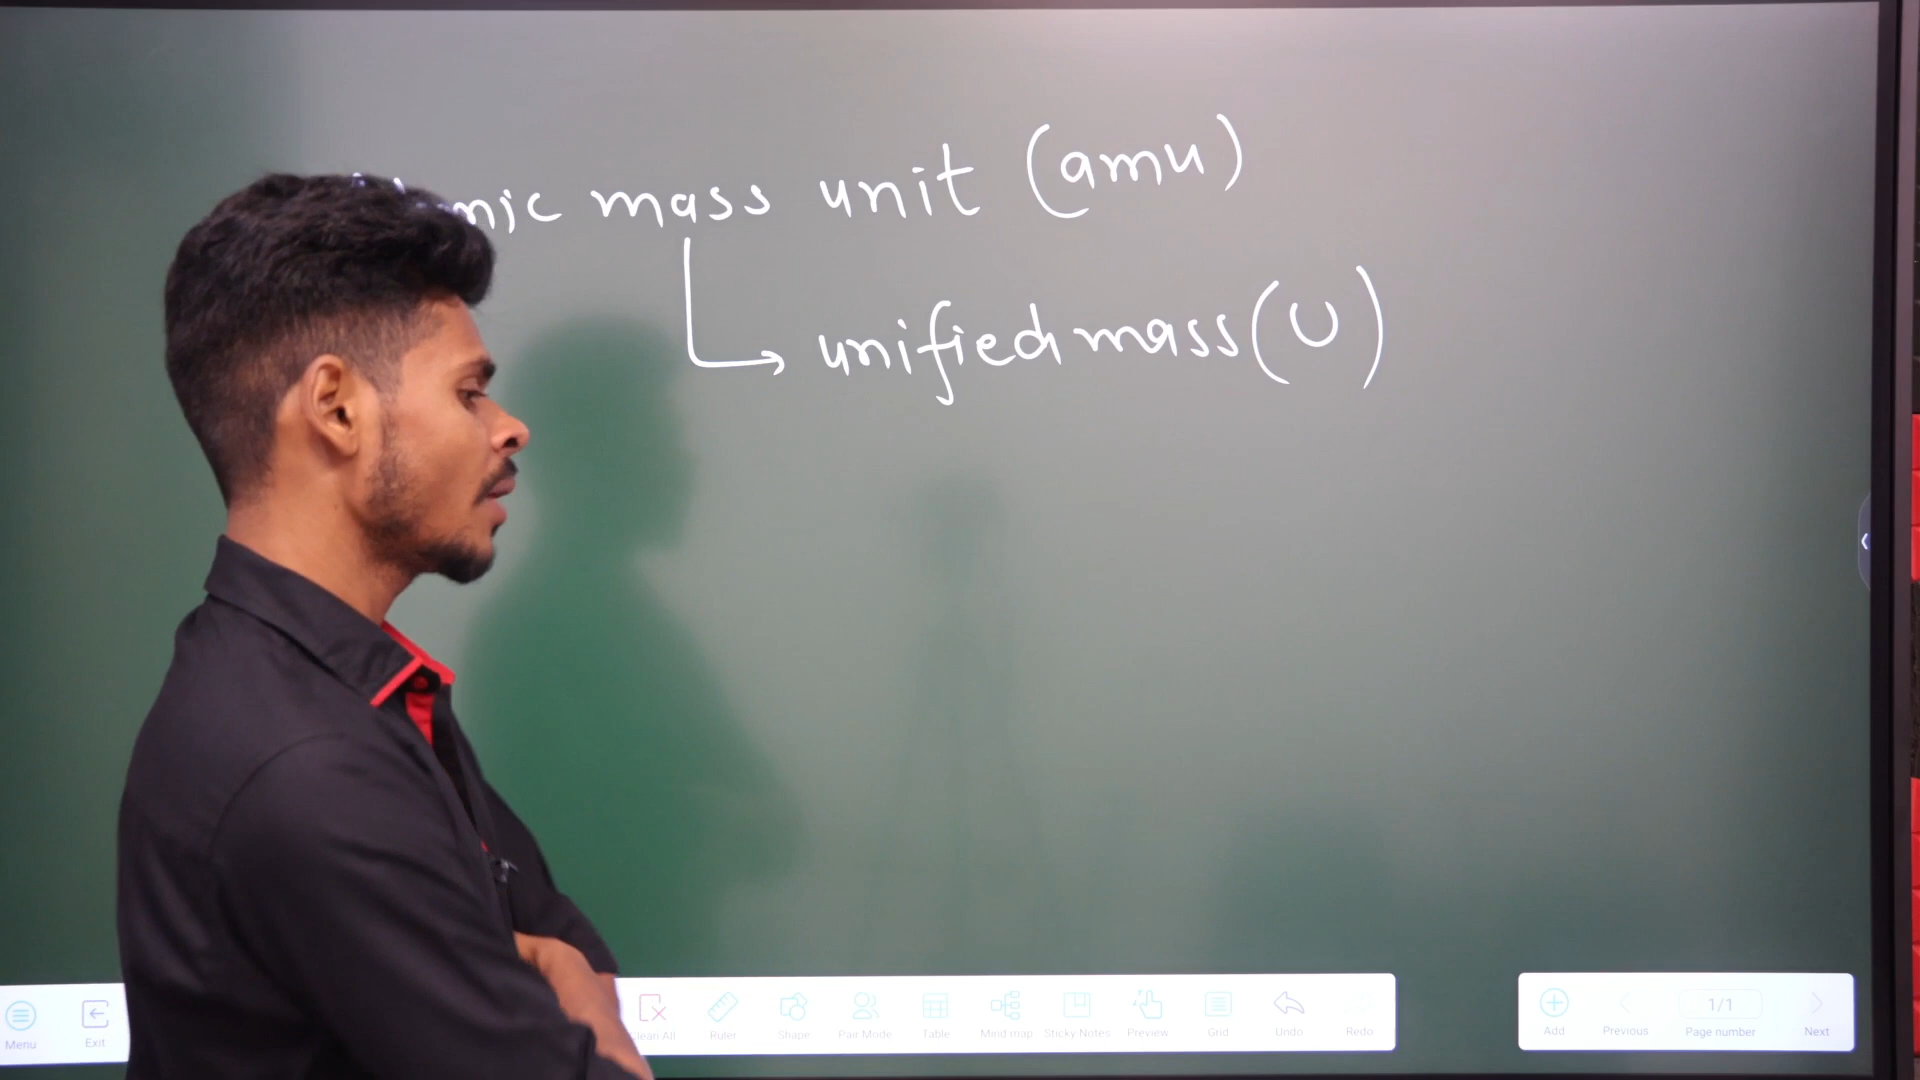 mass unit (amu)
unified mass (U)
Menu
Exit
Clean All
Ruler
Shape
Pair Mode
Table
Mind map
Sticky Notes
Preview
Grid
Undo
Redo
Add
Previous
1/1
Page number
Next